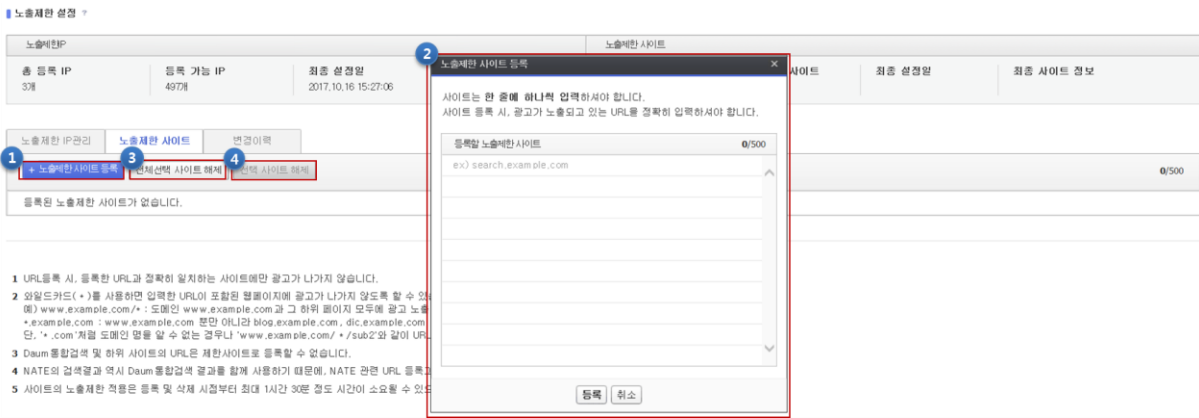 노출제한 설정 ?
노출제한IP
노출제한 사이트
총 등록 IP
등록 가능 IP
최종 설정일
사이트
최종 설정일
최종 사이트 정보
3개
497개
2017.10.16 15:27:06
노출제한 IP관리
노출제한 사이트
변경이력
1
3
4
+ 노출제한 사이트 등록
전체선택 사이트 해제
선택 사이트 해제
0/500
등록된 노출제한 사이트가 없습니다.
2
노출제한 사이트 등록
×
사이트는 한 줄에 하나씩 입력하셔야 합니다.
사이트 등록 시, 광고가 노출되고 있는 URL을 정확히 입력하셔야 합니다.
등록할 노출제한 사이트
0/500
ex) search.example.com
등록
취소
1 URL등록 시, 등록한 URL과 정확히 일치하는 사이트에만 광고가 나가지 않습니다.
2 와일드카드( * )를 사용하면 입력한 URL이 포함된 웹페이지에 광고가 나가지 않도록 할 수
예) www.example.com/* : 도메인 www.example.com과 그 하위 페이지 모두에 광고 노출
*.example.com : www.example.com 뿐만 아니라 blog.example.com, dic.example.com
단, '*.com'처럼 도메인 명을 알 수 없는 경우나 'www.example.com/ */sub2'와 같이 URL
3 Daum통합검색 및 하위 사이트의 URL은 제한사이트로 등록할 수 없습니다.
4 NATE의 검색결과 역시 Daum통합검색 결과를 함께 사용하기 때문에, NATE 관련 URL 등록
5 사이트의 노출제한 적용은 등록 및 삭제 시점부터 최대 1시간 30분 정도 시간이 소요될 수